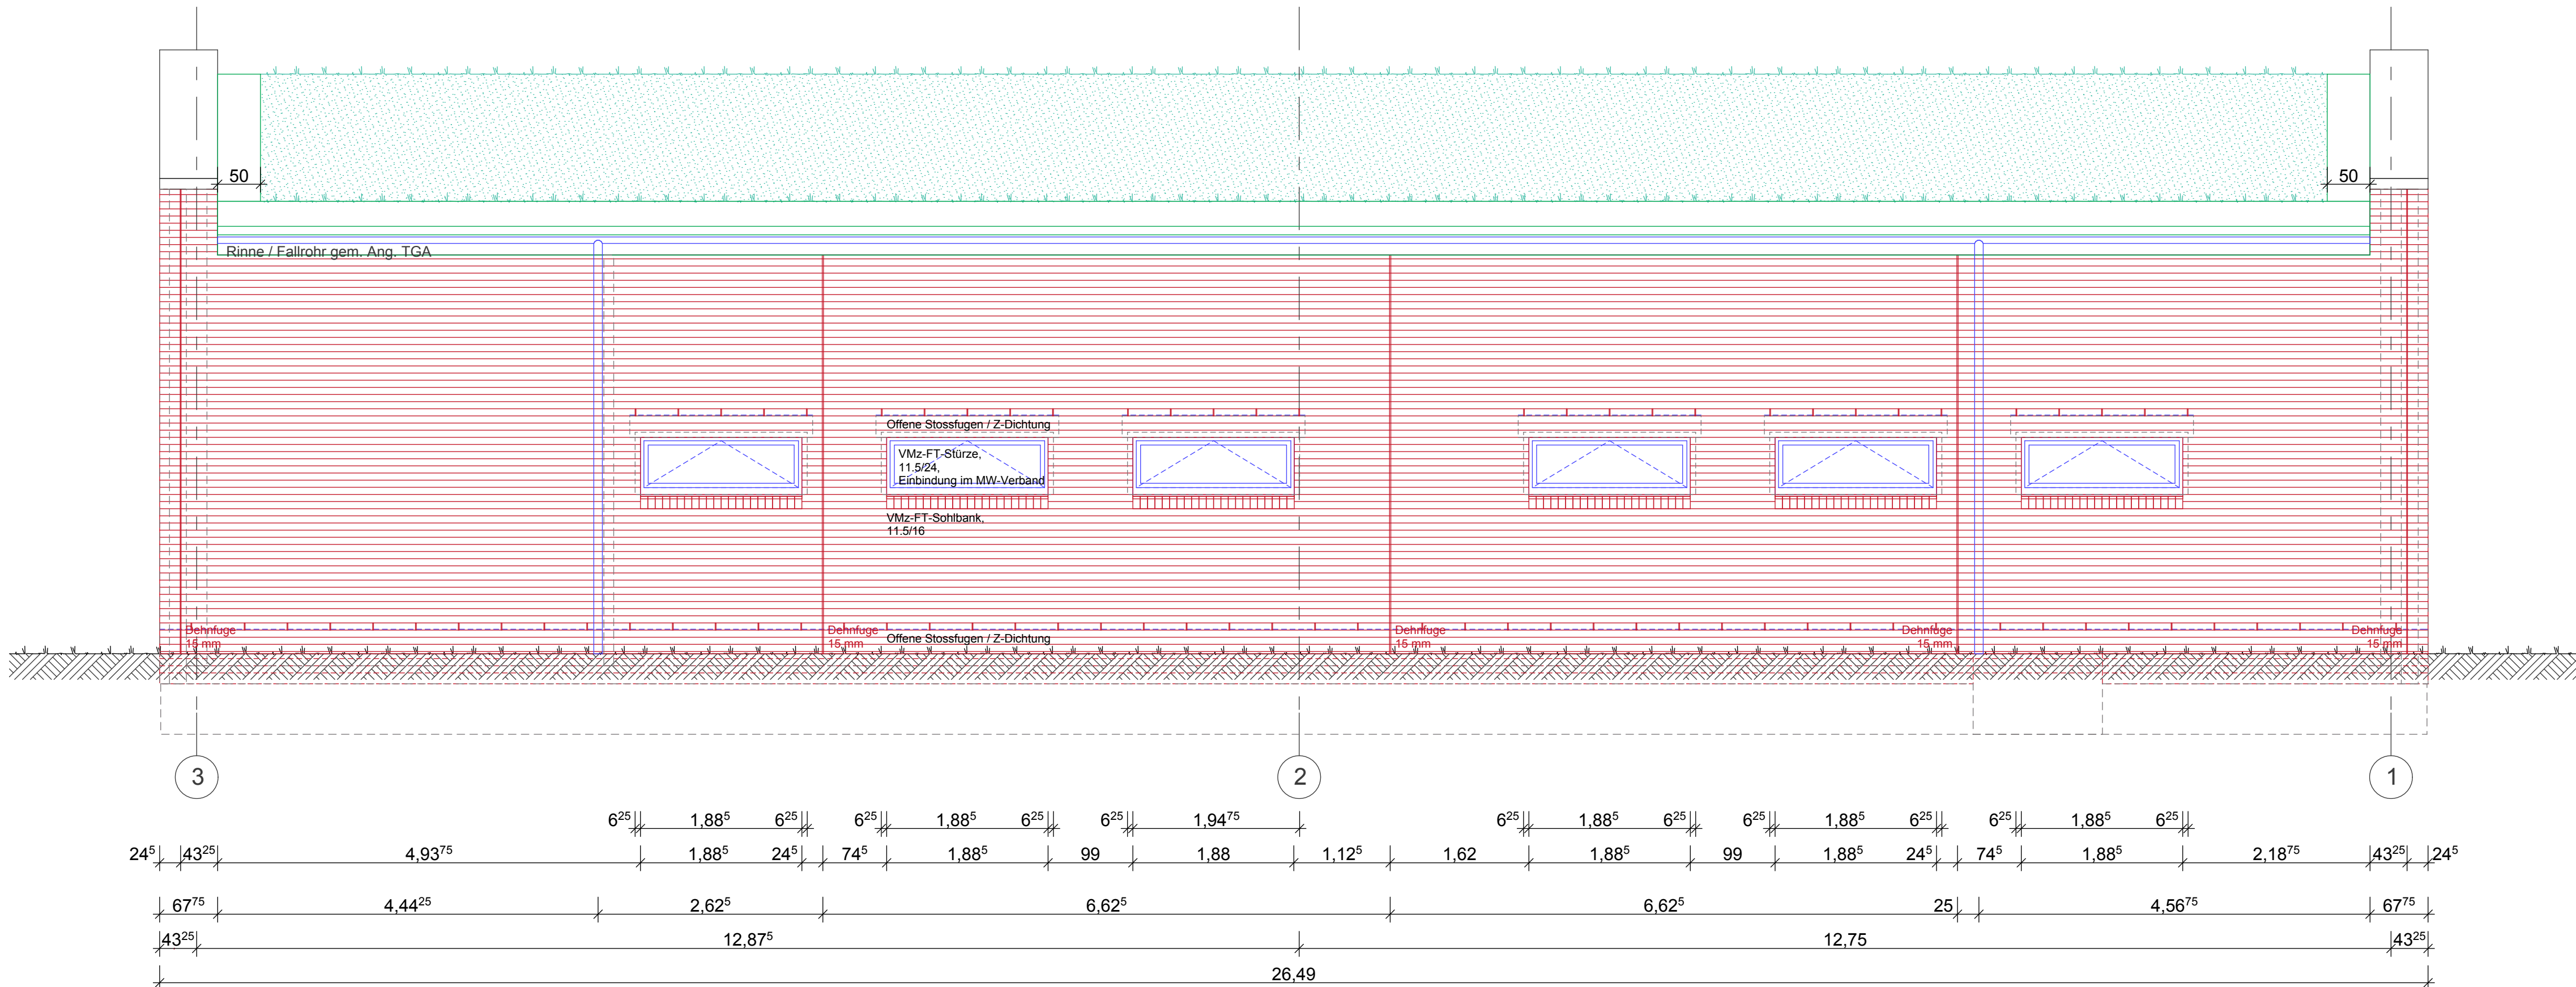 50
50
Rinne / Fallrohr gem. Ang. TGA
Offene Stossfugen / Z-Dichtung
VMz-FT-Stürze,
11.5/24,
Einbindung im MW-Verband
VMz-FT-Sohlbank,
11.5/16
Dehnfuge
15 mm
Dehnfuge
15 mm
Offene Stossfugen / Z-Dichtung
Dehnfuge
15 mm
Dehnfuge
15 mm
Dehnfuge
15 mm
3
2
1
6²⁵ 1,88⁵ 6²⁵ 6²⁵ 1,88⁵ 6²⁵ 6²⁵ 1,94⁷⁵ 6²⁵ 1,88⁵ 6²⁵ 6²⁵ 1,88⁵ 6²⁵ 6²⁵ 1,88⁵ 6²⁵
24⁵ 43²⁵ 4,93⁷⁵ 1,88⁵ 24⁵ 74⁵ 1,88⁵ 99 1,88 1,12⁵ 1,62 1,88⁵ 99 1,88⁵ 24⁵ 74⁵ 1,88⁵ 2,18⁷⁵ 43²⁵ 24⁵
67⁷⁵ 4,44²⁵ 2,62⁵ 6,62⁵ 6,62⁵ 25 4,56⁷⁵ 67⁷⁵
43²⁵ 12,87⁵ 12,75 43²⁵
26,49